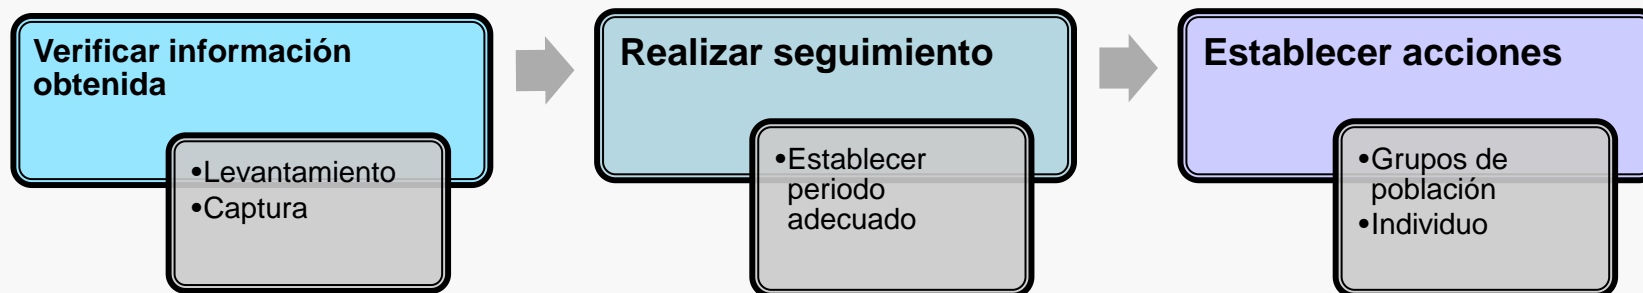 Verificar información
obtenida
•Levantamiento
•Captura
Realizar seguimiento
•Establecer
periodo
adecuado
Establecer acciones
•Grupos de
población
•Individuo